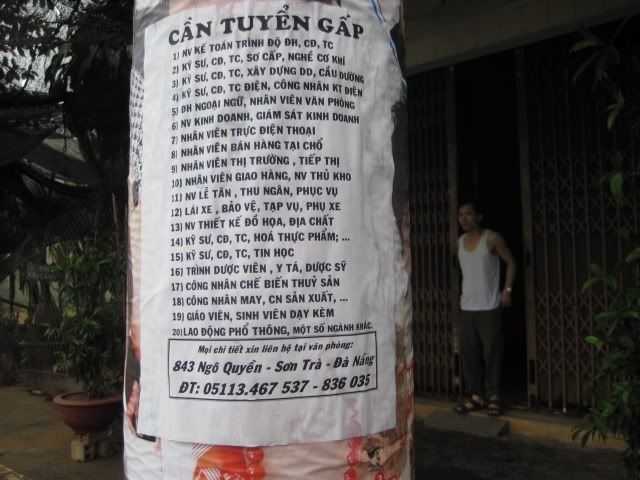 CẦN TUYỂN GẤP
1) NV KẾ TOÁN TRÌNH ĐỘ ĐH, CĐ, TC
2) KỸ SƯ, CĐ, TC, SƠ CẤP, NGHỀ CƠ KHÍ
3) KỸ SƯ, CĐ, TC, XÂY DỰNG DD, CẦU ĐƯỜNG
4) KỸ SƯ, CĐ, TC ĐIỆN, CÔNG NHÂN KT ĐIỆN
5) ĐH NGOẠI NGỮ, NHÂN VIÊN VĂN PHÒNG
6) NV KINH DOANH, GIÁM SÁT KINH DOANH
7) NHÂN VIÊN TRỰC ĐIỆN THOẠI
8) NHÂN VIÊN BÁN HÀNG TẠI CHỔ
9) NHÂN VIÊN THỊ TRƯỜNG , TIẾP THỊ
10) NHÂN VIÊN GIAO HÀNG, NV THỦ KHO
11) NV LỄ TÂN , THU NGÂN, PHỤC VỤ
12) LÁI XE , BẢO VỆ, TẠP VỤ, PHỤ XE
13) NV THIẾT KẾ ĐỒ HỌA, ĐỊA CHẤT
14) KỸ SƯ, CĐ, TC, HOÁ THỰC PHẨM; ...
15) KỸ SƯ, CĐ, TC, TIN HỌC
16) TRÌNH DƯỢC VIÊN , Y TÁ, DƯỢC SỸ
17) CÔNG NHÂN CHẾ BIẾN THUỶ SẢN
18) CÔNG NHÂN MAY, CN SẢN XUẤT, ...
19) GIÁO VIÊN, SINH VIÊN DẠY KÈM
20) LAO ĐỘNG PHỔ THÔNG, MỘT SỐ NGÀNH KHÁC.
Mọi chi tiết xin liên hệ tại văn phòng:
843 Ngô Quyền - Sơn Trà - Đà Nẵng
ĐT: 05113.467 537 - 836 035